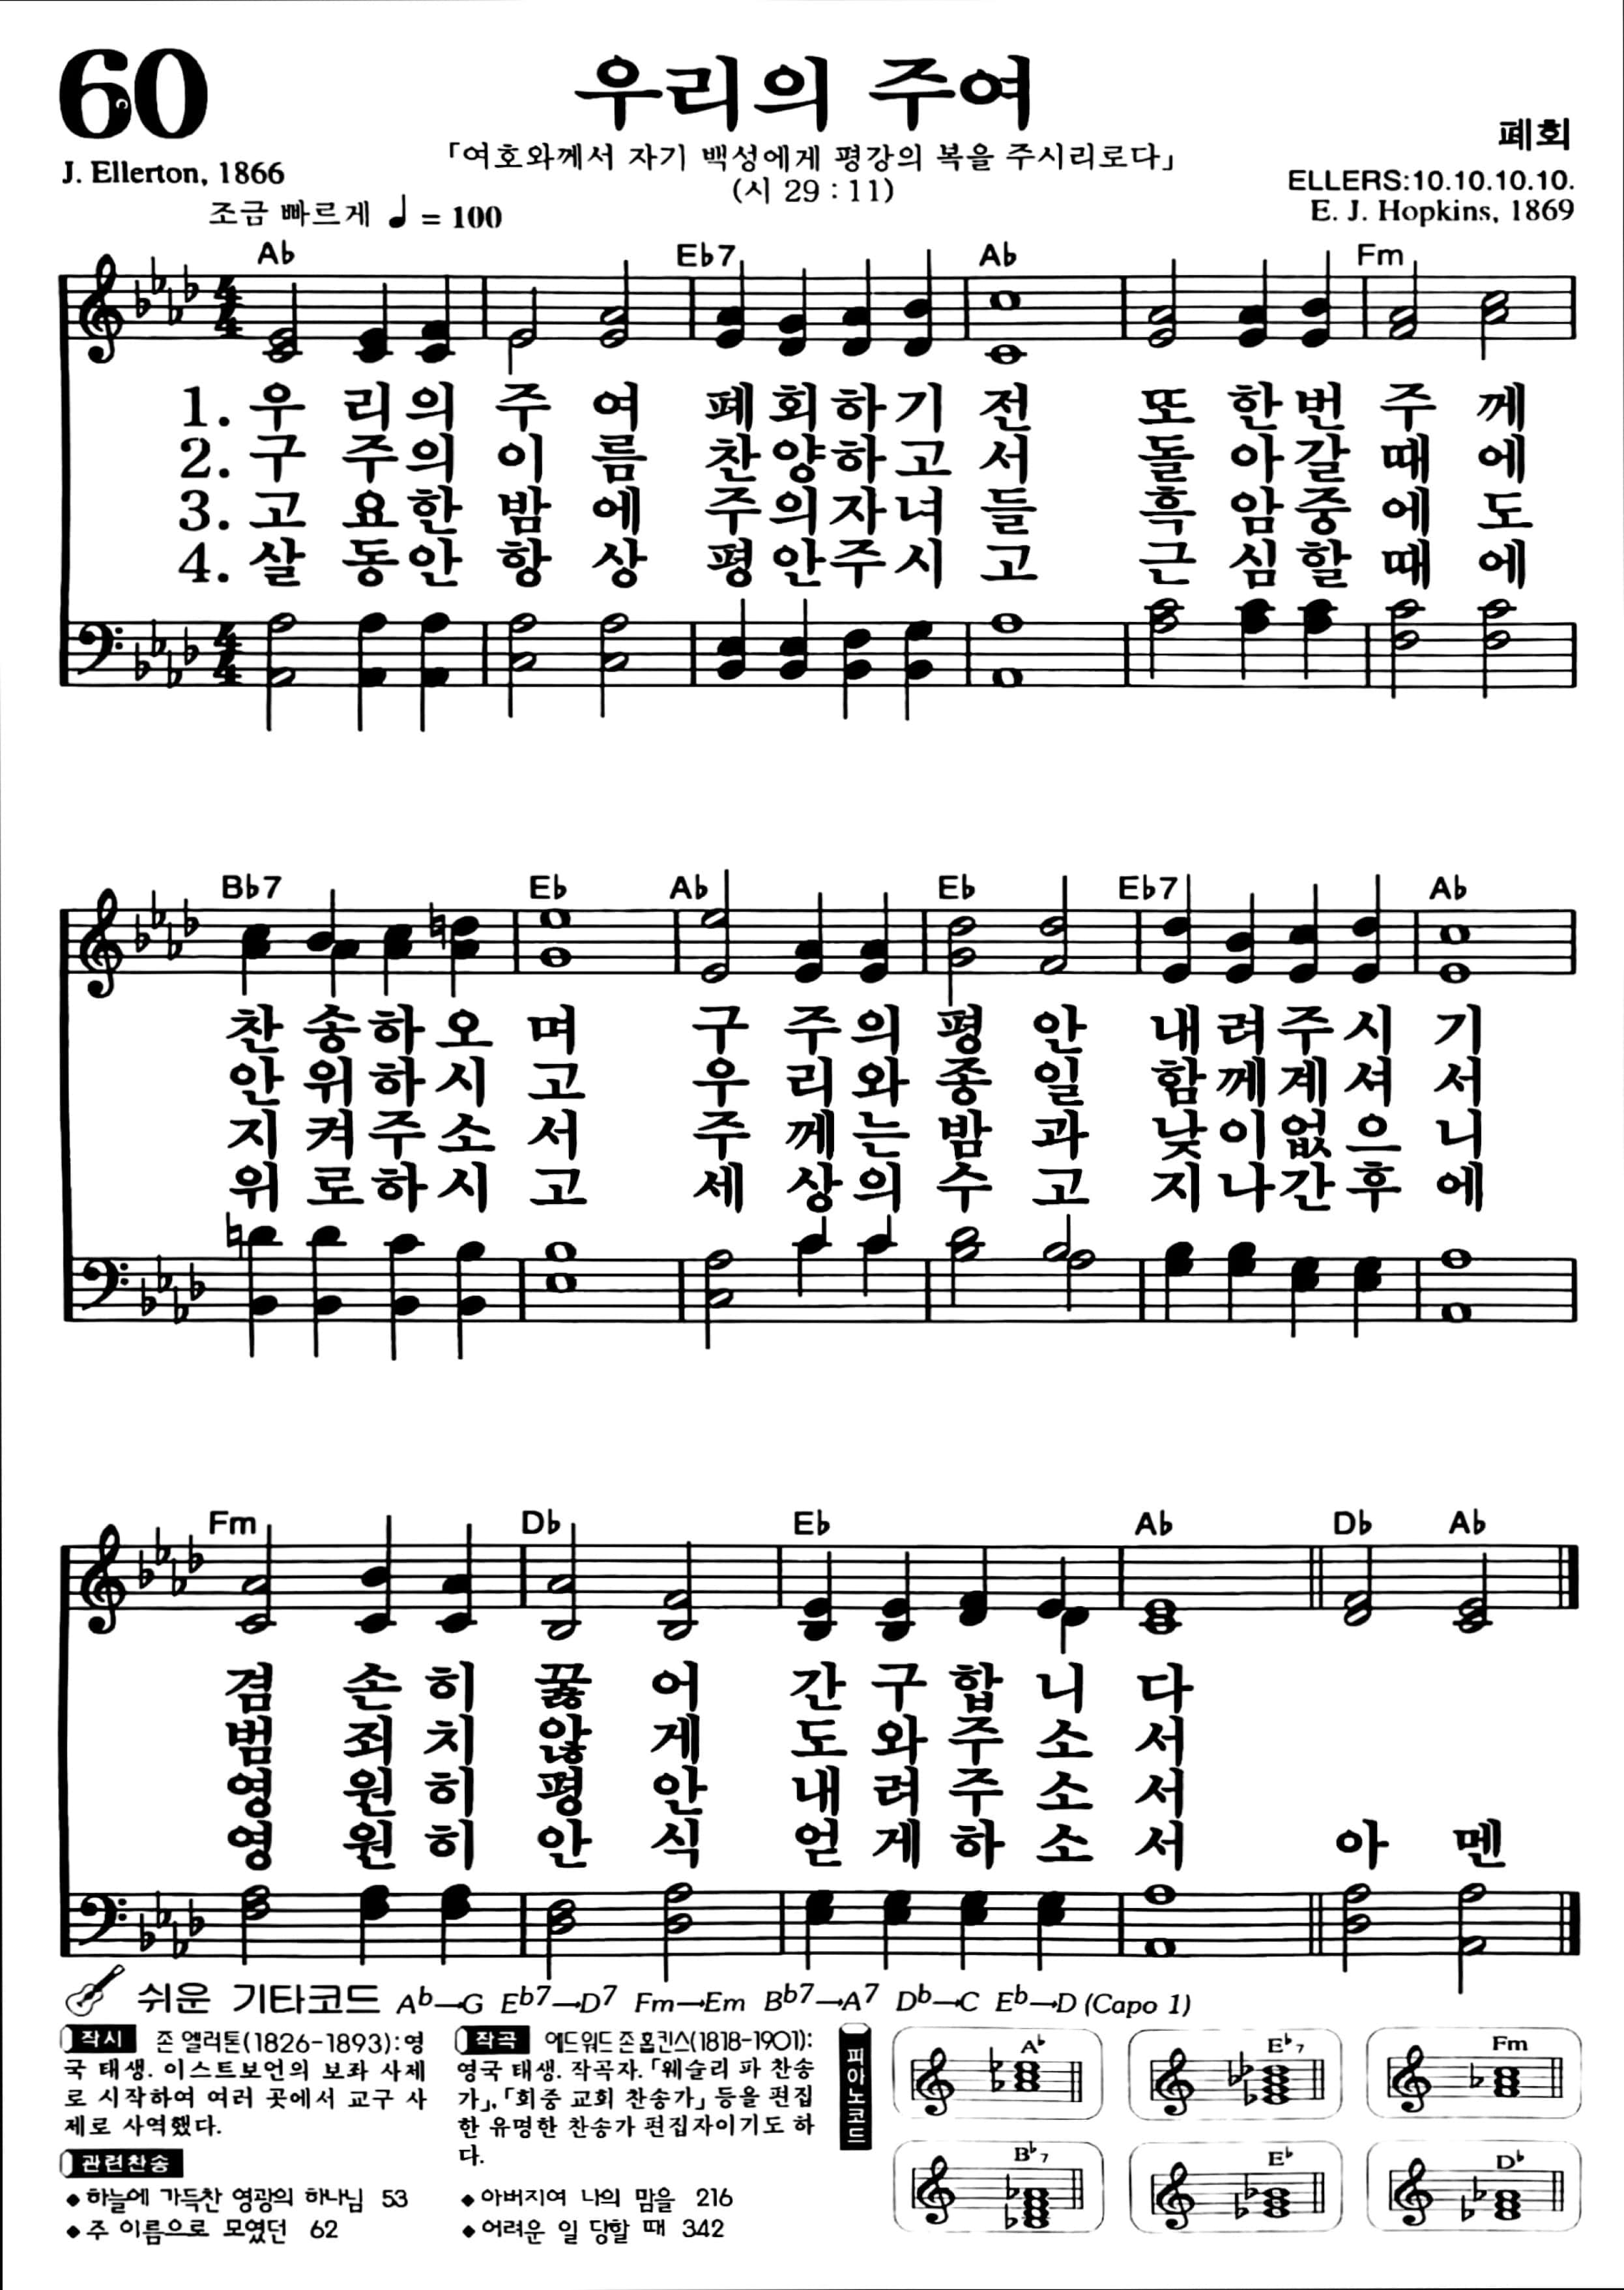 60
우리의 주여
「여호와께서 자기 백성에게 평강의 복을 주시리로다」
(시 29 : 11)
폐회
J. Ellerton, 1866
ELLERS:10.10.10.10.
E. J. Hopkins, 1869
조금 빠르게 ♩ = 100
A♭ E♭7 A♭ Fm
1. 우 리 의 주 여 폐 회 하 기 전 또 한 번 주 께
2. 구 주 의 이 름 찬 양 하 고 서 돌 아 갈 때 에
3. 고 요 한 밤 에 주 의 자 녀 들 흑 암 중 에 도
4. 살 동 안 항 상 평 안 주 시 고 근 심 할 때 에
B♭7 E♭ A♭ E♭ E♭7 A♭
찬 송 하 오 며 구 주 의 평 안 내 려 주 시 기
안 위 하 시 고 우 리 와 종 일 함 께 계 셔 서
지 켜 주 소 서 주 께 는 밤 과 낮 이 없 으 니
위 로 하 시 고 세 상 의 수 고 지 나 간 후 에
Fm D♭ E♭ A♭ D♭ A♭
겸 손 히 꿇 어 간 구 합 니 다
범 죄 치 않 게 도 와 주 소 서
영 원 히 평 안 내 려 주 소 서
영 원 히 안 식 얻 게 하 소 서 아 멘
쉬운 기타코드 A♭→G E♭7→D7 Fm→Em B♭7→A7 D♭→C E♭→D (Capo 1)
작시 존 엘러톤(1826-1893):영
국 태생. 이스트보언의 보좌 사제
로 시작하여 여러 곳에서 교구 사
제로 사역했다.
관련찬송
◆ 하늘에 가득찬 영광의 하나님 53
◆ 주 이름으로 모였던 62
작곡 에드워드 존 홉킨스(1818-1901):
영국 태생. 작곡자. 「웨슬리 파 찬송
가」, 「회중 교회 찬송가」 등을 편집
한 유명한 찬송가 편집자이기도 하
다.
◆ 아버지여 나의 맘을 216
◆ 어려운 일 당할 때 342
피아노코드
A♭ E♭7 Fm
B♭7 E♭ D♭